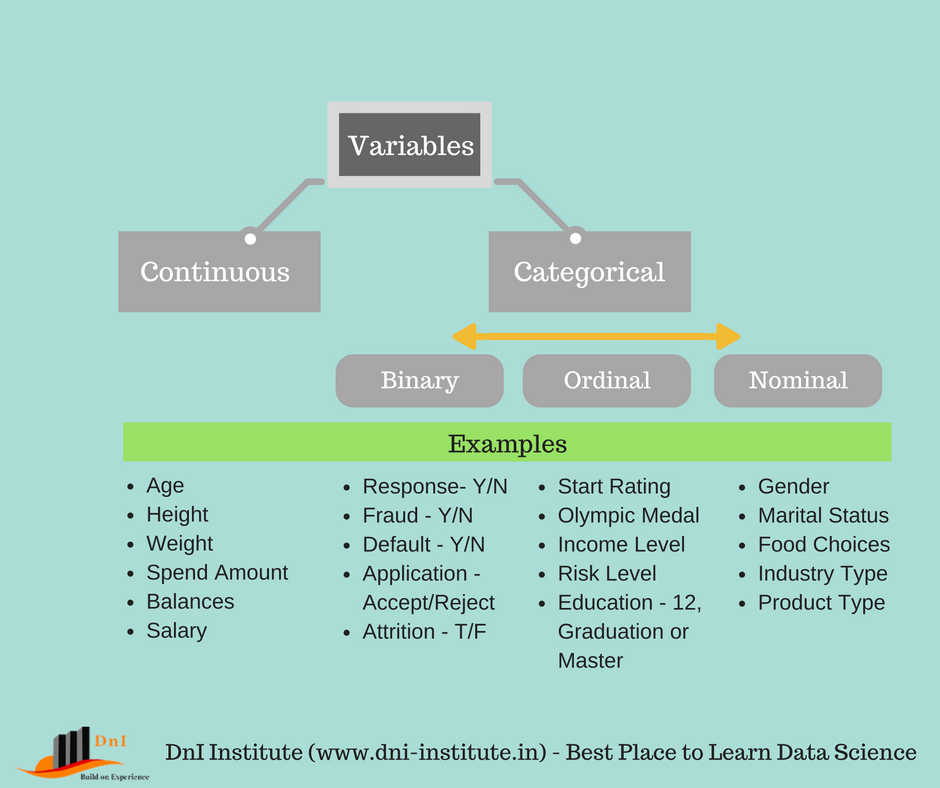 Variables
Continuous
Categorical
Binary
Ordinal
Nominal
Examples
• Age
• Height
• Weight
• Spend Amount
• Balances
• Salary
• Response- Y/N
• Fraud - Y/N
• Default - Y/N
• Application -
Accept/Reject
• Attrition - T/F
• Start Rating
• Olympic Medal
• Income Level
• Risk Level
• Education - 12,
Graduation or
Master
• Gender
• Marital Status
• Food Choices
• Industry Type
• Product Type
DnI
Build on Experience
DnI Institute (www.dni-institute.in) - Best Place to Learn Data Science